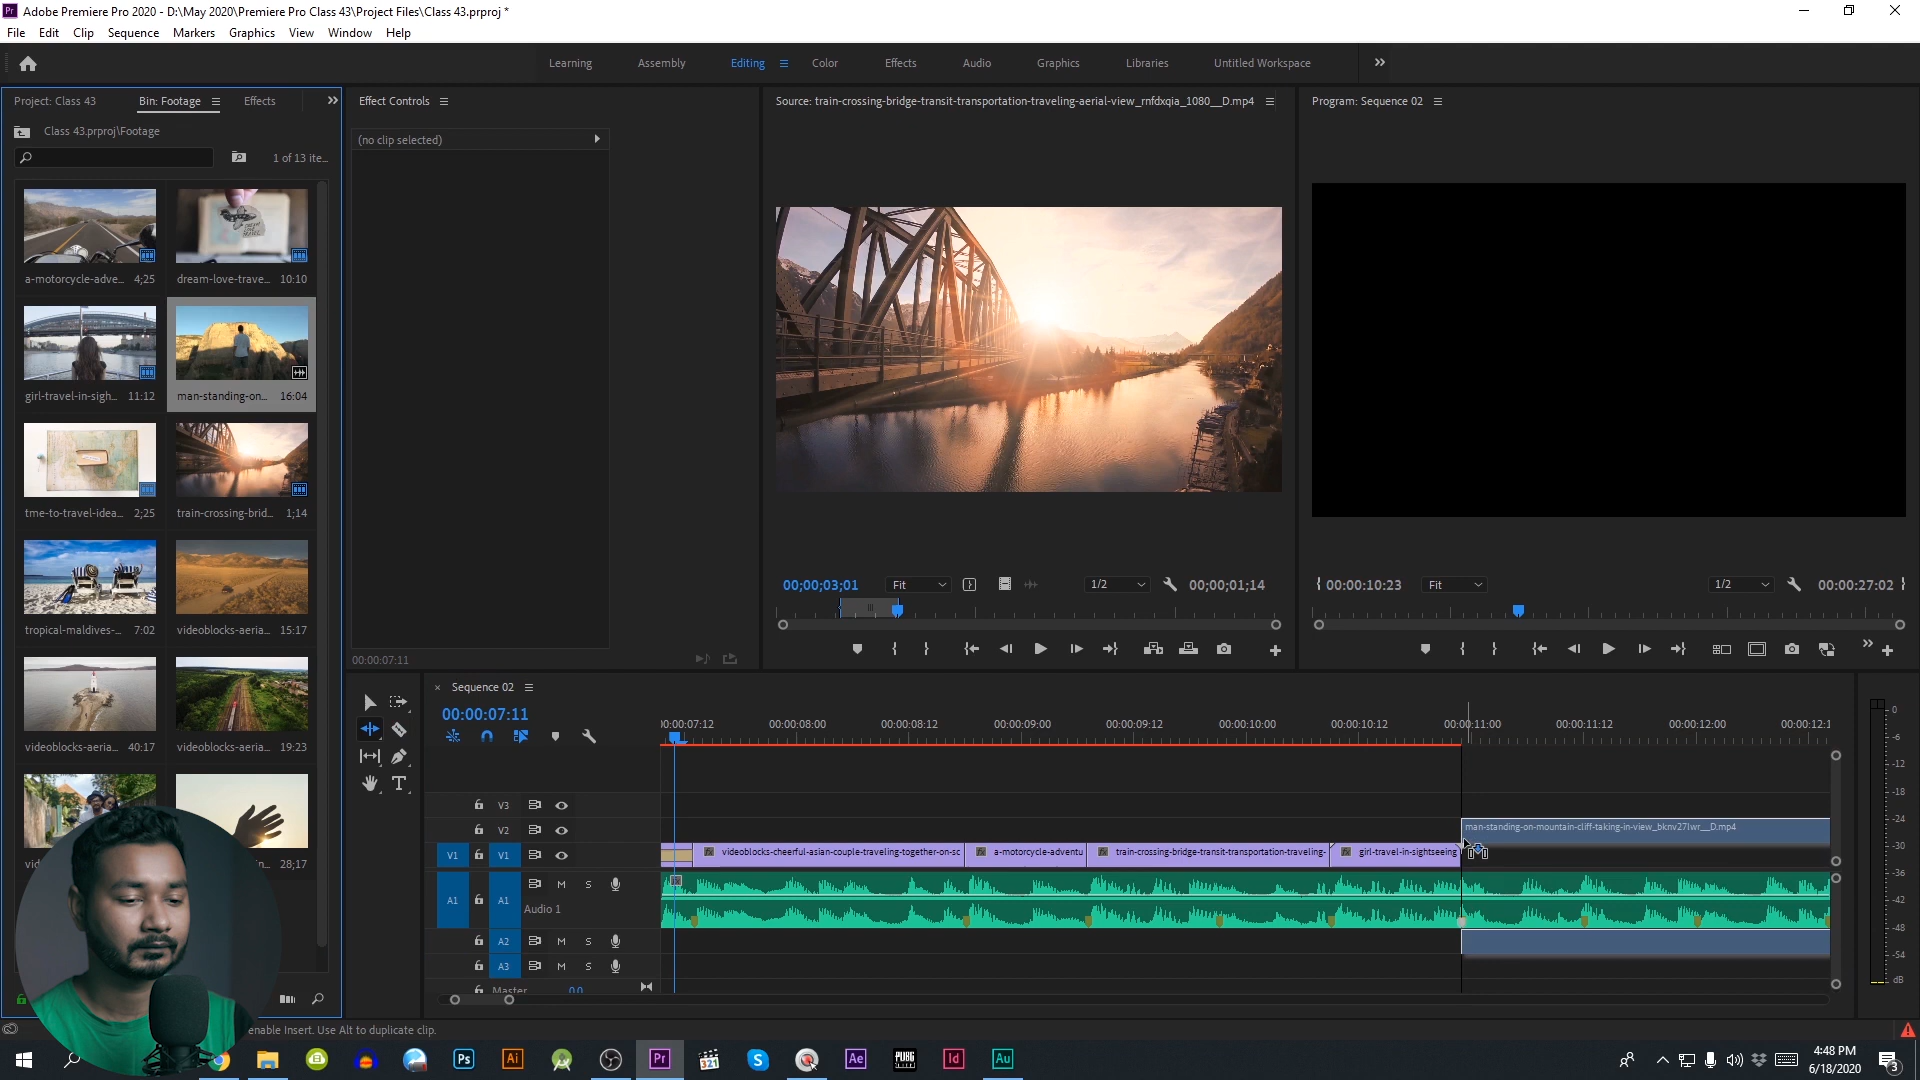 Adobe Premiere Pro 2020 - D:\May 2020\Premiere Pro Class 43\Project Files\Class 43.prproj *
File Edit Clip Sequence Markers Graphics View Window Help
Learning Assembly Editing Color Effects Audio Graphics Libraries Untitled Workspace
Project: Class 43 Bin: Footage Effects
Class 43.prproj\Footage
1 of 13 ite...
a-motorcycle-adve... 4;25 dream-love-trave... 10:10
girl-travel-in-sigh... 11:12 man-standing-on... 16:04
tme-to-travel-idea... 2;25 train-crossing-brid... 1;14
tropical-maldives-... 7:02 videoblocks-aeria... 15:17
videoblocks-aeria... 40:17 videoblocks-aeria... 19:23
28;17
enable Insert. Use Alt to duplicate clip.
Effect Controls
(no clip selected)
00:00:07:11
Source: train-crossing-bridge-transit-transportation-traveling-aerial-view_rnfdxqia_1080__D.mp4
00;00;03;01 Fit 1/2 00;00;01;14
Program: Sequence 02
00:00:10:23 Fit 1/2 00:00:27:02
Sequence 02
00:00:07:11
00:00:07:12 00:00:08:00 00:00:08:12 00:00:09:00 00:00:09:12 00:00:10:00 00:00:10:12 00:00:11:00 00:00:11:12 00:00:12:00 00:00:12:1
V3
V2 man-standing-on-mountain-cliff-taking-in-view_bknv27lwr__D.mp4
V1 V1 videoblocks-cheerful-asian-couple-traveling-together-on-sc a-motorcycle-adventu train-crossing-bridge-transit-transportation-traveling- girl-travel-in-sightseeing
M S
A1 A1
Audio 1
A2 M S
A3 M S
Master 0.0
0
-6
-12
-18
-24
-30
-36
-42
-48
-54
dB
Ps Ai Pr 321 S Ae PUBG Id Au
4:48 PM
6/18/2020
3